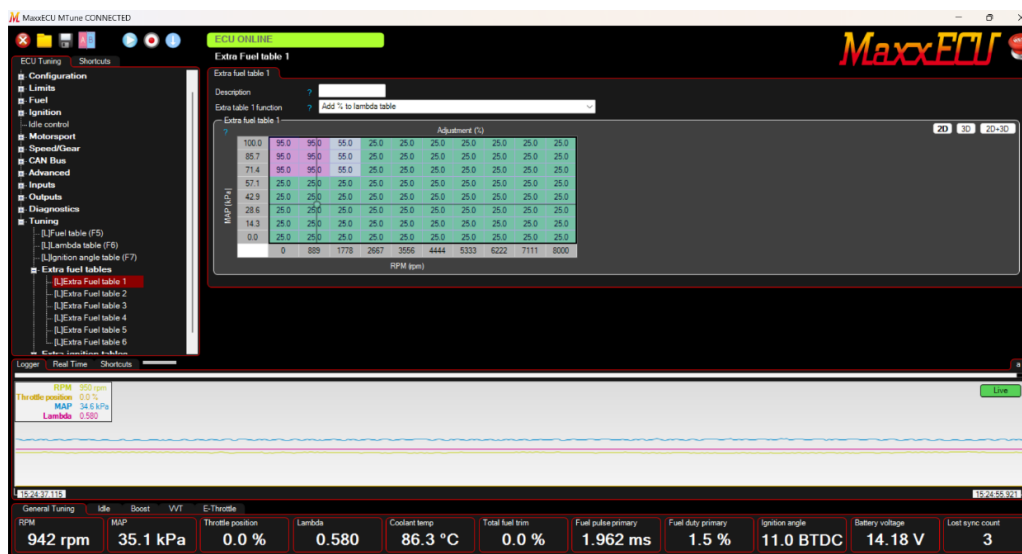 MaxxECU MTune CONNECTED
ECU ONLINE
MaxxECU
Extra Fuel table 1
ECU Tuning Shortcuts
Extra fuel table 1
Configuration
Limits
Fuel
Ignition
Idle control
Motorsport
Speed/Gear
CAN Bus
Advanced
Inputs
Outputs
Diagnostics
Tuning
[L]Fuel table (F5)
[L]Lambda table (F6)
[L]Ignition angle table (F7)
Extra fuel tables
[L]Extra Fuel table 1
[L]Extra Fuel table 2
[L]Extra Fuel table 3
[L]Extra Fuel table 4
[L]Extra Fuel table 5
[L]Extra Fuel table 6
Extra ignition tables
Description ?
Extra table 1 function ? Add % to lambda table
Extra fuel table 1
? Adjustment (%) 2D 3D 2D+3D
100.0 95.0 95.0 55.0 25.0 25.0 25.0 25.0 25.0 25.0 25.0
85.7 95.0 95.0 55.0 25.0 25.0 25.0 25.0 25.0 25.0 25.0
71.4 95.0 95.0 55.0 25.0 25.0 25.0 25.0 25.0 25.0 25.0
57.1 25.0 25.0 25.0 25.0 25.0 25.0 25.0 25.0 25.0 25.0
42.9 25.0 25.0 25.0 25.0 25.0 25.0 25.0 25.0 25.0 25.0
28.6 25.0 25.0 25.0 25.0 25.0 25.0 25.0 25.0 25.0 25.0
14.3 25.0 25.0 25.0 25.0 25.0 25.0 25.0 25.0 25.0 25.0
0.0 25.0 25.0 25.0 25.0 25.0 25.0 25.0 25.0 25.0 25.0
0 889 1778 2667 3556 4444 5333 6222 7111 8000
MAP (kPa)
RPM (rpm)
Logger Real Time Shortcuts
a
RPM 950 rpm
Throttle position 0.0 %
MAP 34.6 kPa
Lambda 0.580
Live
15:24:37.115 15:24:55.921
General Tuning Idle Boost VVT E-Throttle
RPM MAP Throttle position Lambda Coolant temp Total fuel trim Fuel pulse primary Fuel duty primary Ignition angle Battery voltage Lost sync count
942 rpm 35.1 kPa 0.0 % 0.580 86.3 °C 0.0 % 1.962 ms 1.5 % 11.0 BTDC 14.18 V 3